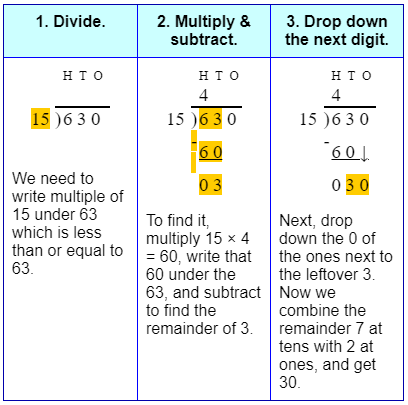 1. Divide.
H T O
15 )6 3 0
We need to
write multiple of
15 under 63
which is less
than or equal to
63.
2. Multiply &
subtract.
H T O
4
15 )6 3 0
-
6 0
0 3
To find it,
multiply 15 × 4
= 60, write that
60 under the
63, and subtract
to find the
remainder of 3.
3. Drop down
the next digit.
H T O
4
15 )6 3 0
-
6 0 ↓
0 3 0
Next, drop
down the 0 of
the ones next to
the leftover 3.
Now we
combine the
remainder 7 at
tens with 2 at
ones, and get
30.